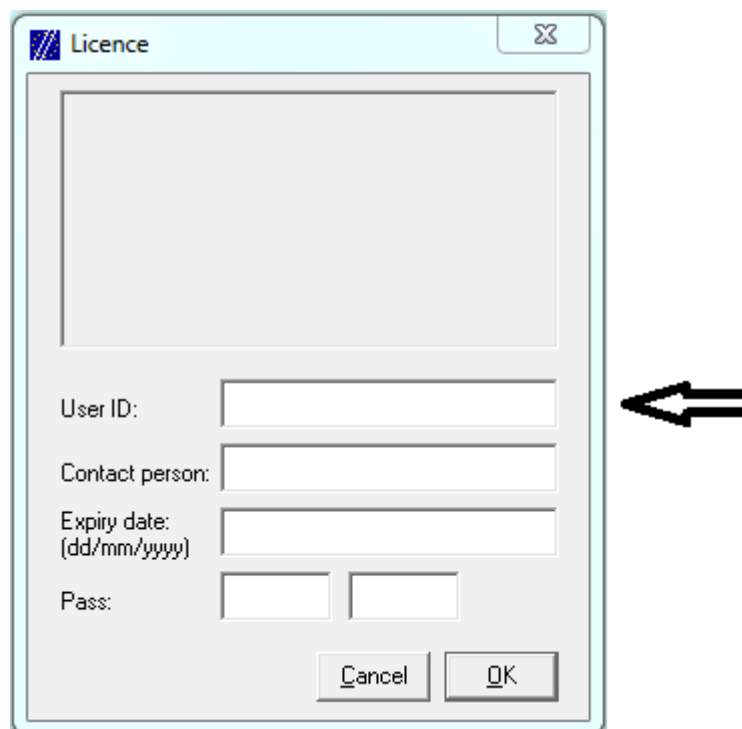 Licence
User ID:
Contact person:
Expiry date:
(dd/mm/yyyy)
Pass:
Cancel
OK